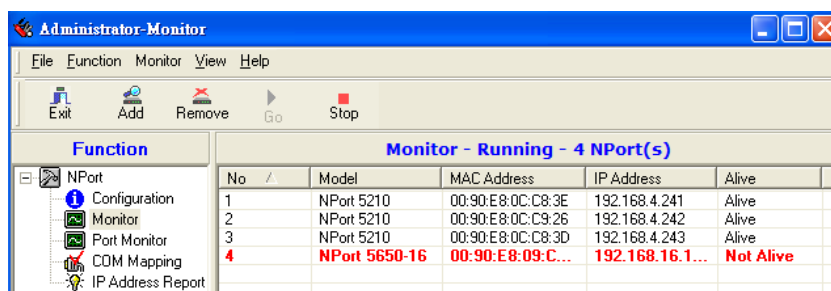 Administrator-Monitor
File Function Monitor View Help
Exit Add Remove Go Stop
Function
Monitor - Running - 4 NPort(s)
NPort
Configuration
Monitor
Port Monitor
COM Mapping
IP Address Report
No Model MAC Address IP Address Alive
1 NPort 5210 00:90:E8:0C:C8:3E 192.168.4.241 Alive
2 NPort 5210 00:90:E8:0C:C9:26 192.168.4.242 Alive
3 NPort 5210 00:90:E8:0C:C8:3D 192.168.4.243 Alive
4 NPort 5650-16 00:90:E8:09:C... 192.168.16.1... Not Alive